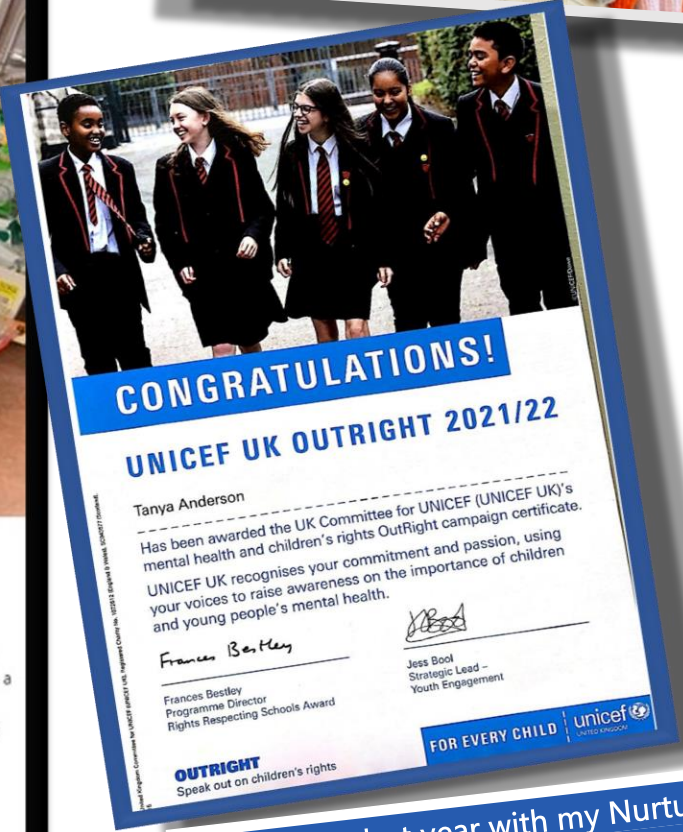 CONGRATULATIONS!
UNICEF UK OUTRIGHT 2021/22
Tanya Anderson
Has been awarded the UK Committee for UNICEF (UNICEF UK)'s
mental health and children's rights OutRight campaign certificate.
UNICEF UK recognises your commitment and passion, using
your voices to raise awareness on the importance of children
and young people's mental health.
Frances Bestley
Frances Bestley
Programme Director
Rights Respecting Schools Award
Jess Bool
Strategic Lead –
Youth Engagement
OUTRIGHT
Speak out on children's rights
FOR EVERY CHILD
unicef
UNITED KINGDOM
year with my Nurtu
a